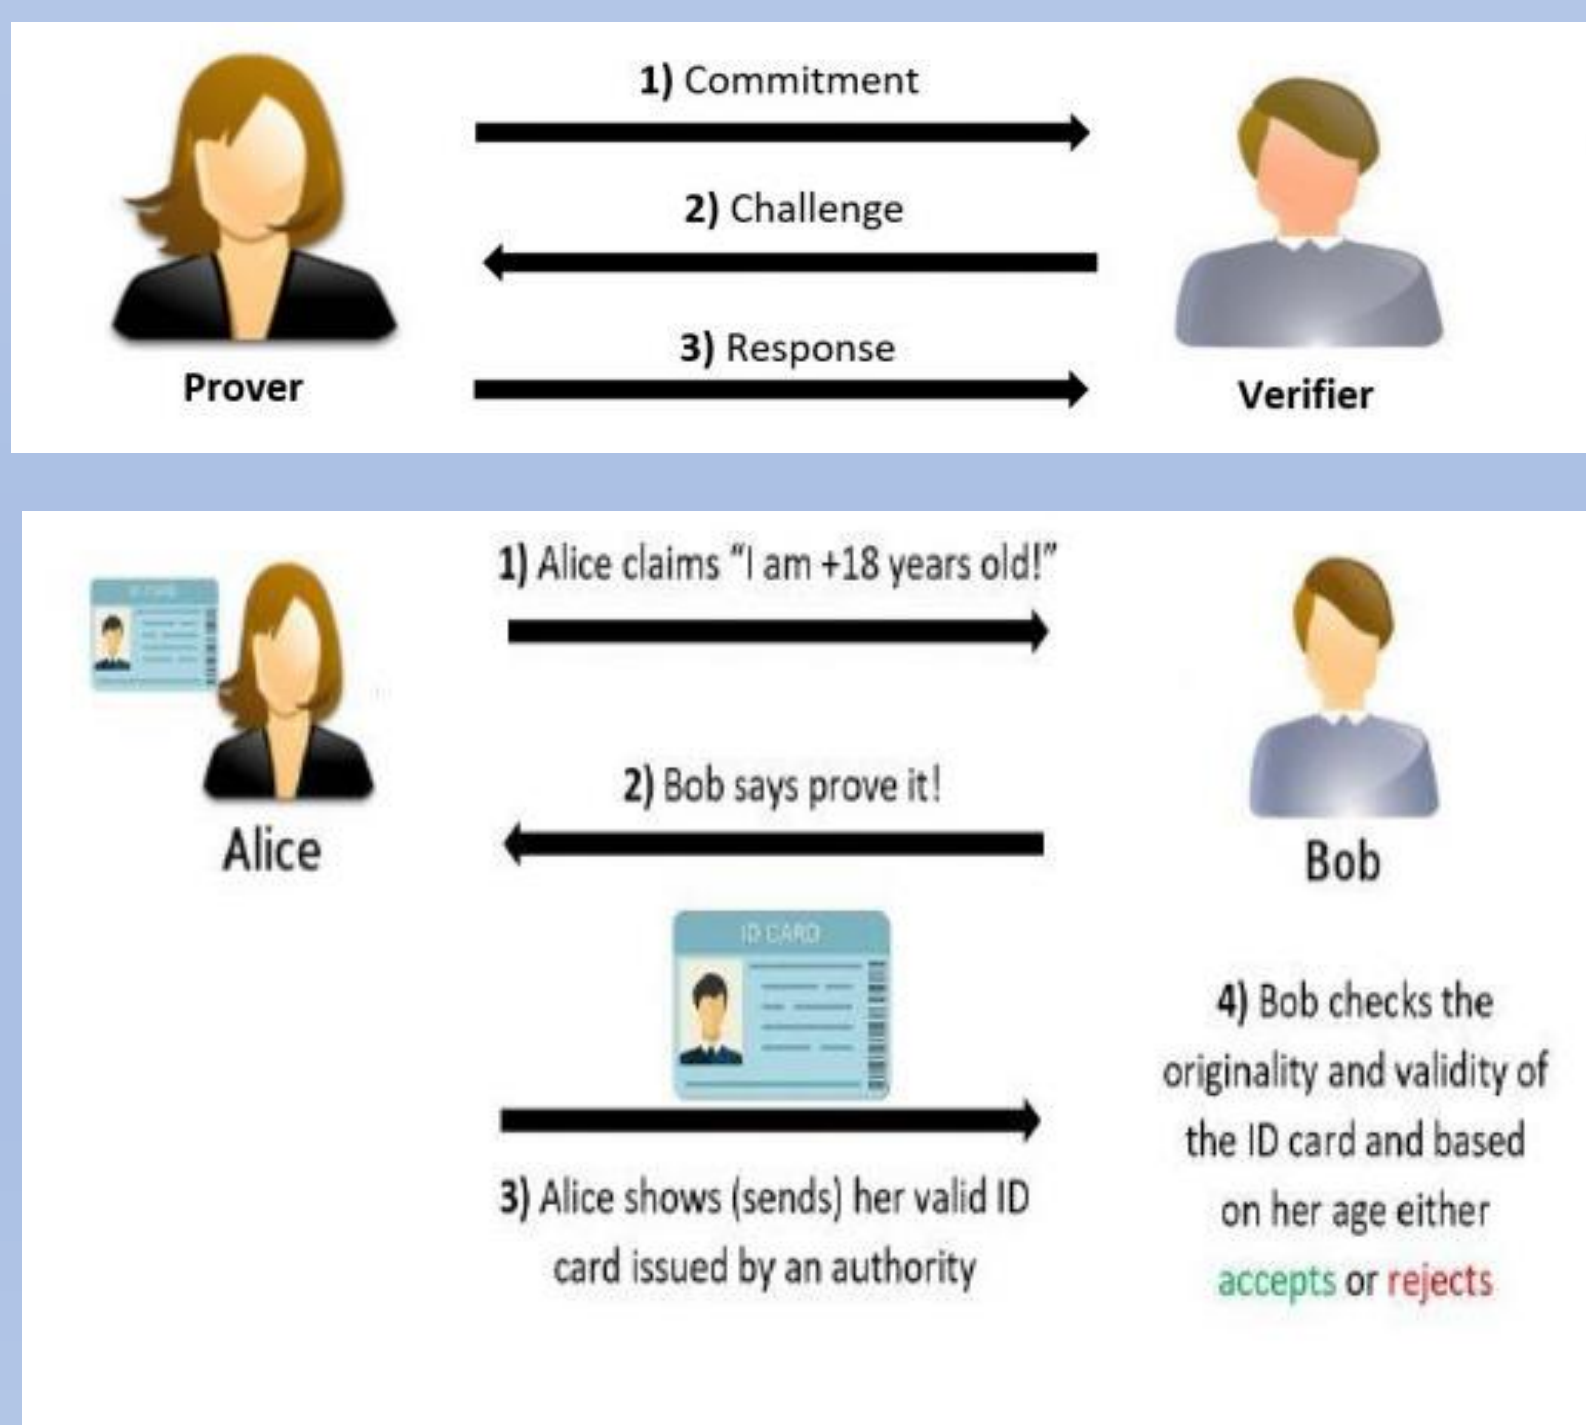 1) Commitment
2) Challenge
3) Response
Prover
Verifier
1) Alice claims “I am +18 years old!”
2) Bob says prove it!
Alice
Bob
ID CARD
3) Alice shows (sends) her valid ID
card issued by an authority
4) Bob checks the
originality and validity of
the ID card and based
on her age either
accepts or rejects